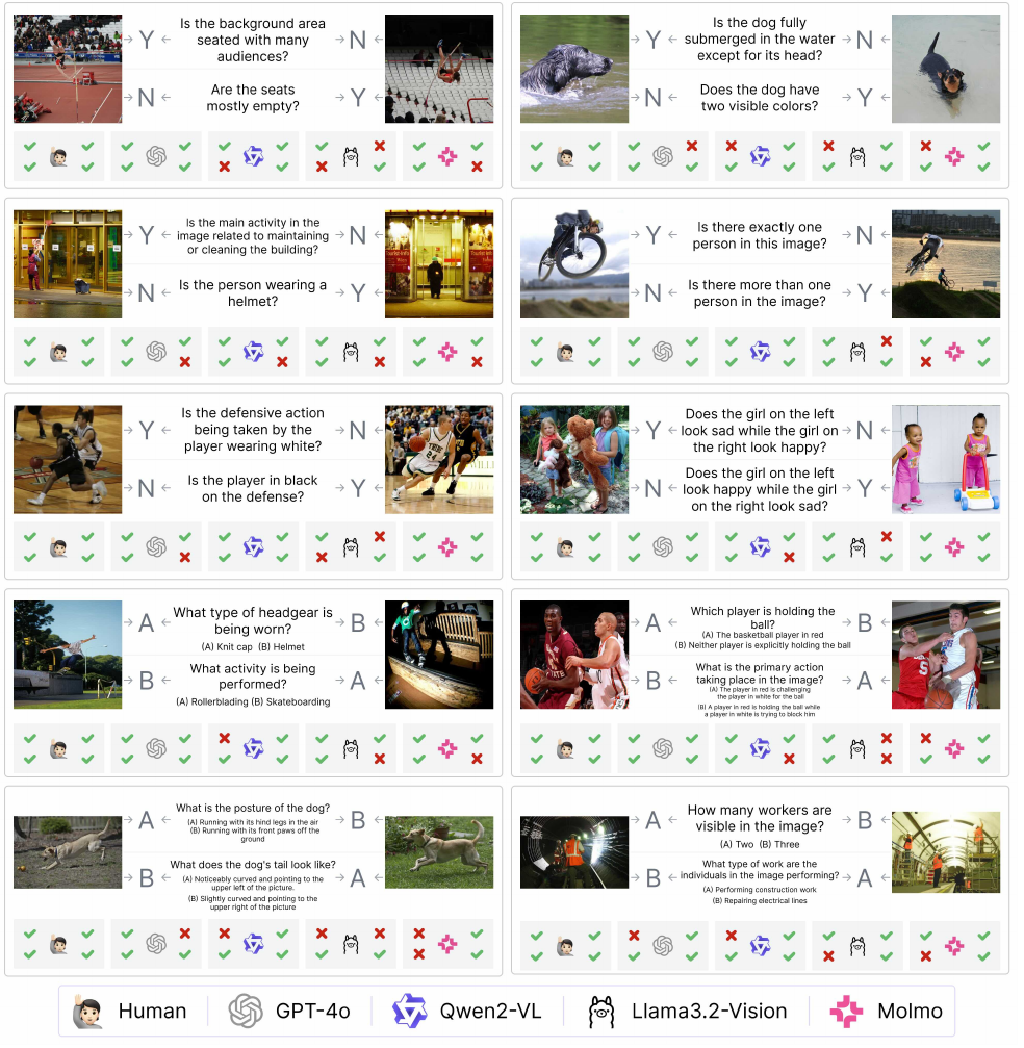 Is the background area
seated with many
audiences?
Y
N
Are the seats
mostly empty?
N
Y
Is the dog fully
submerged in the water
except for its head?
Y
N
Does the dog have
two visible colors?
N
Y
Is the main activity in the
image related to maintaining
or cleaning the building?
Y
N
Is the person wearing a
helmet?
N
Y
Is there exactly one
person in this image?
Y
N
Is there more than one
person in the image?
N
Y
Is the defensive action
being taken by the
player wearing white?
Y
N
Is the player in black
on the defense?
N
Y
Does the girl on the left
look sad while the girl on
the right look happy?
Y
N
Does the girl on the left
look happy while the girl
on the right look sad?
N
Y
What type of headgear is
being worn?
(A) Knit cap (B) Helmet
A
B
What activity is being
performed?
(A) Rollerblading (B) Skateboarding
B
A
Which player is holding the
ball?
(A) The basketball player in red
(B) Neither player is explicitly holding the ball
A
B
What is the primary action
taking place in the image?
(A) The player in red is challenging
the player in white for the ball
(B) A player in red is holding the ball while
a player in white is trying to block him
B
A
What is the posture of the dog?
(A) Running with its hind legs in the air
(B) Running with its front paws off the
ground
A
B
What does the dog's tail look like?
(A) Noticeably curved and pointing to the
upper left of the picture.
(B) Slightly curved and pointing to the
upper right of the picture
B
A
How many workers are
visible in the image?
(A) Two (B) Three
A
B
What type of work are the
individuals in the image performing?
(A) Performing construction work
(B) Repairing electrical lines
B
A
Human
GPT-4o
Qwen2-VL
Llama3.2-Vision
Molmo